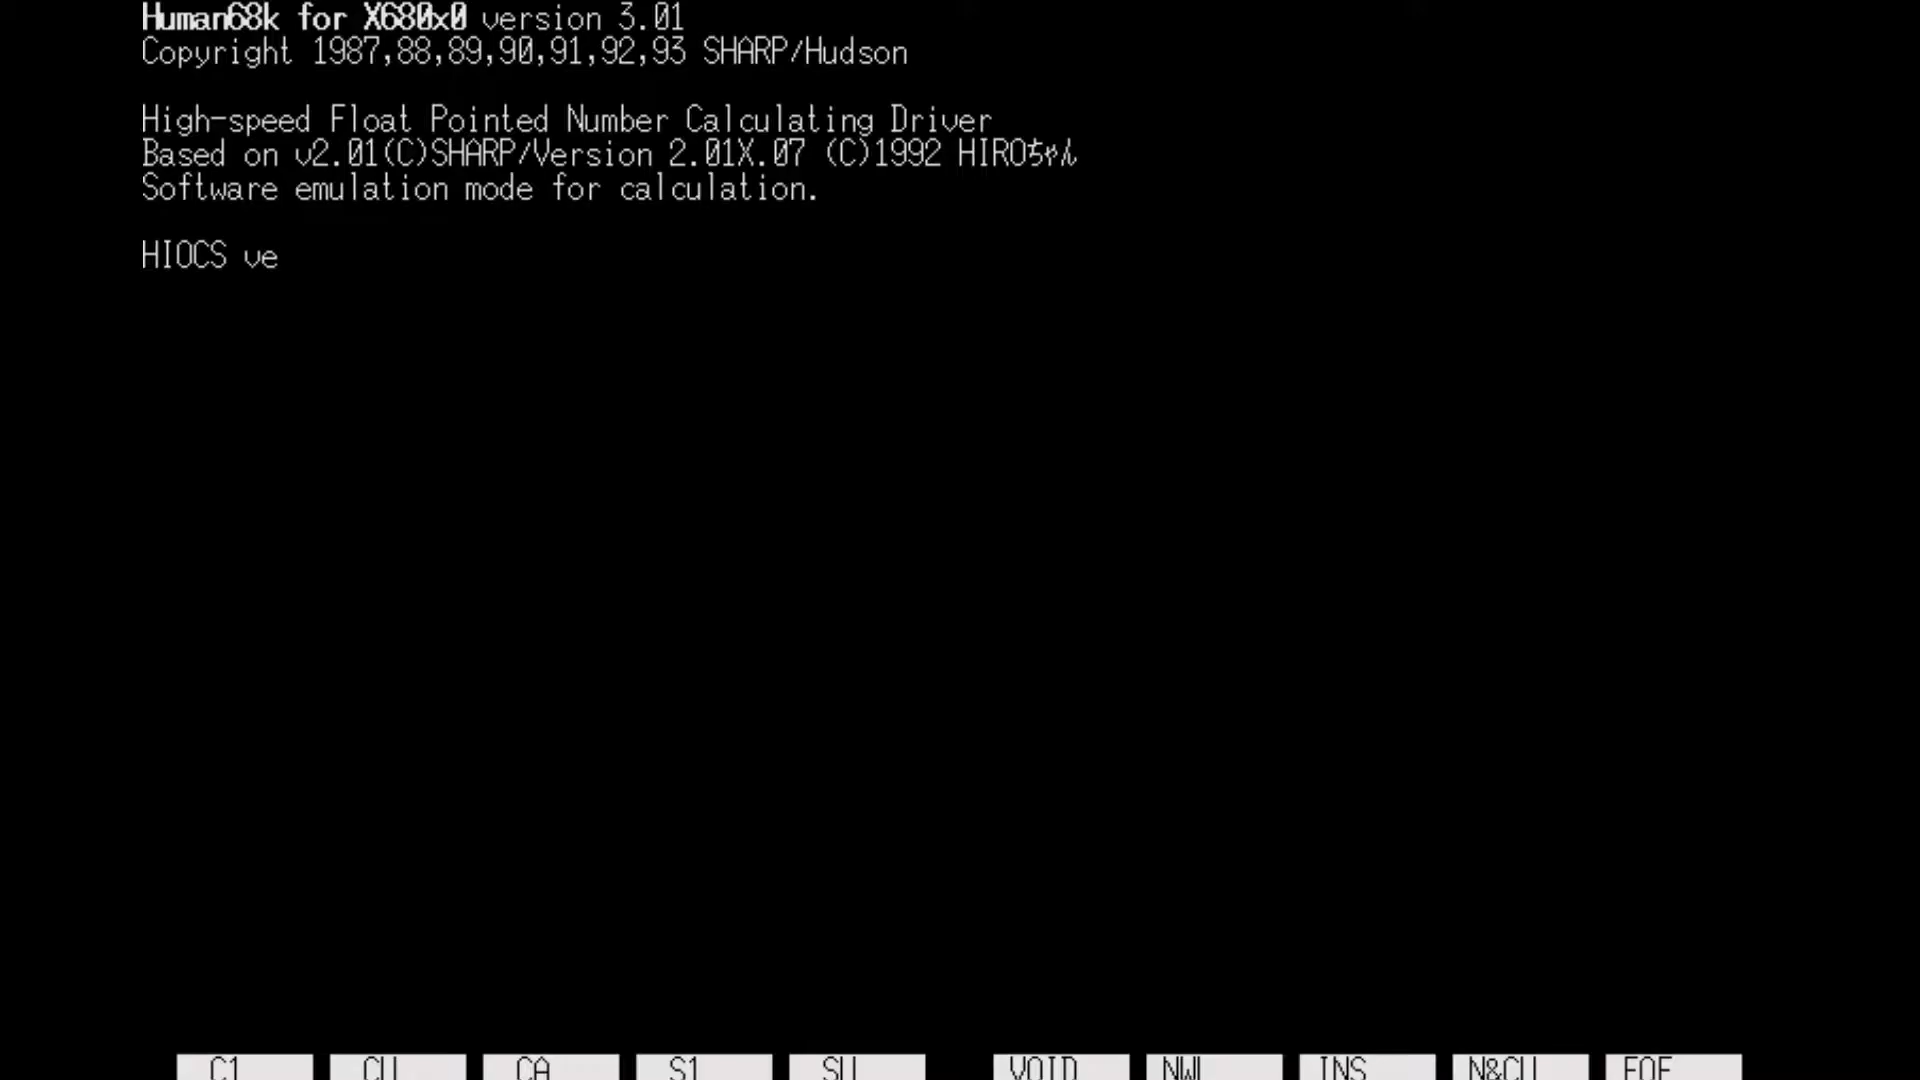 Human68k for X680x0 version 3.01
Copyright 1987,88,89,90,91,92,93 SHARP/Hudson
High-speed Float Pointed Number Calculating Driver
Based on v2.01(C)SHARP/Version 2.01X.07 (C)1992 HIROちゃん
Software emulation mode for calculation.
HIOCS ve
C1 CU CA S1 SU VOID NWL INS N&CU EOF